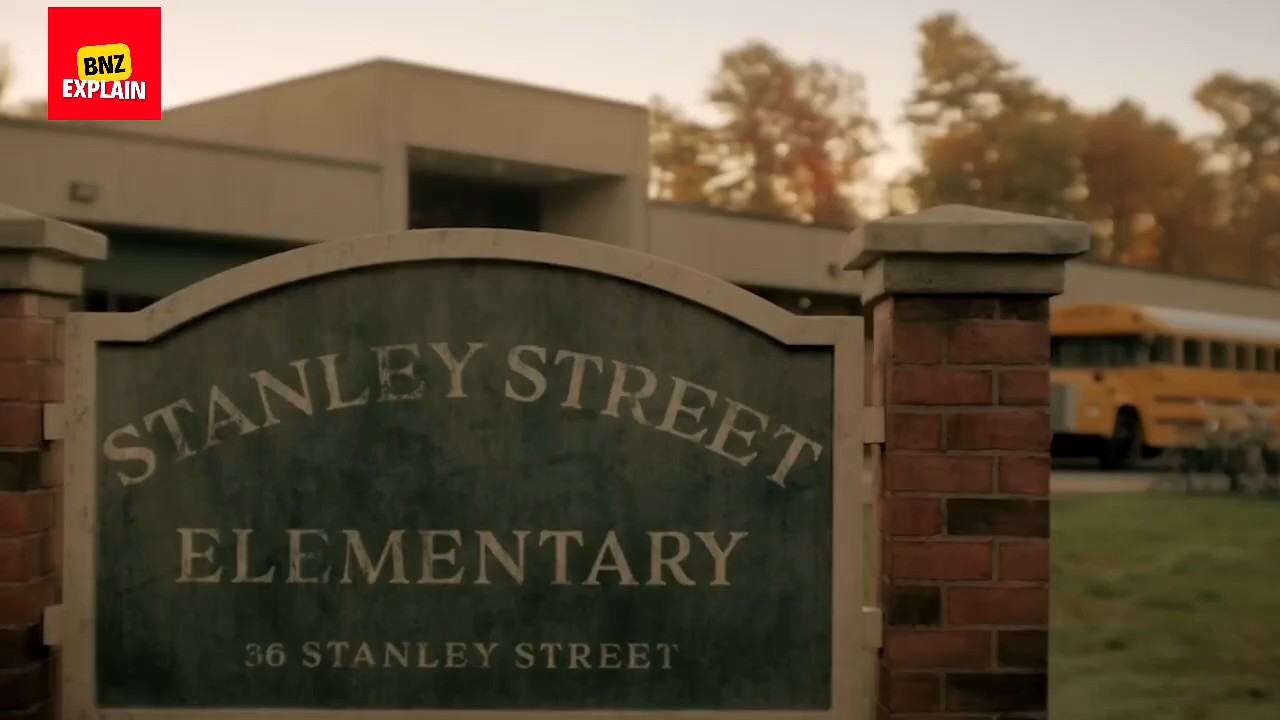 BNZ
EXPLAIN
STANLEY STREET
ELEMENTARY
36 STANLEY STREET